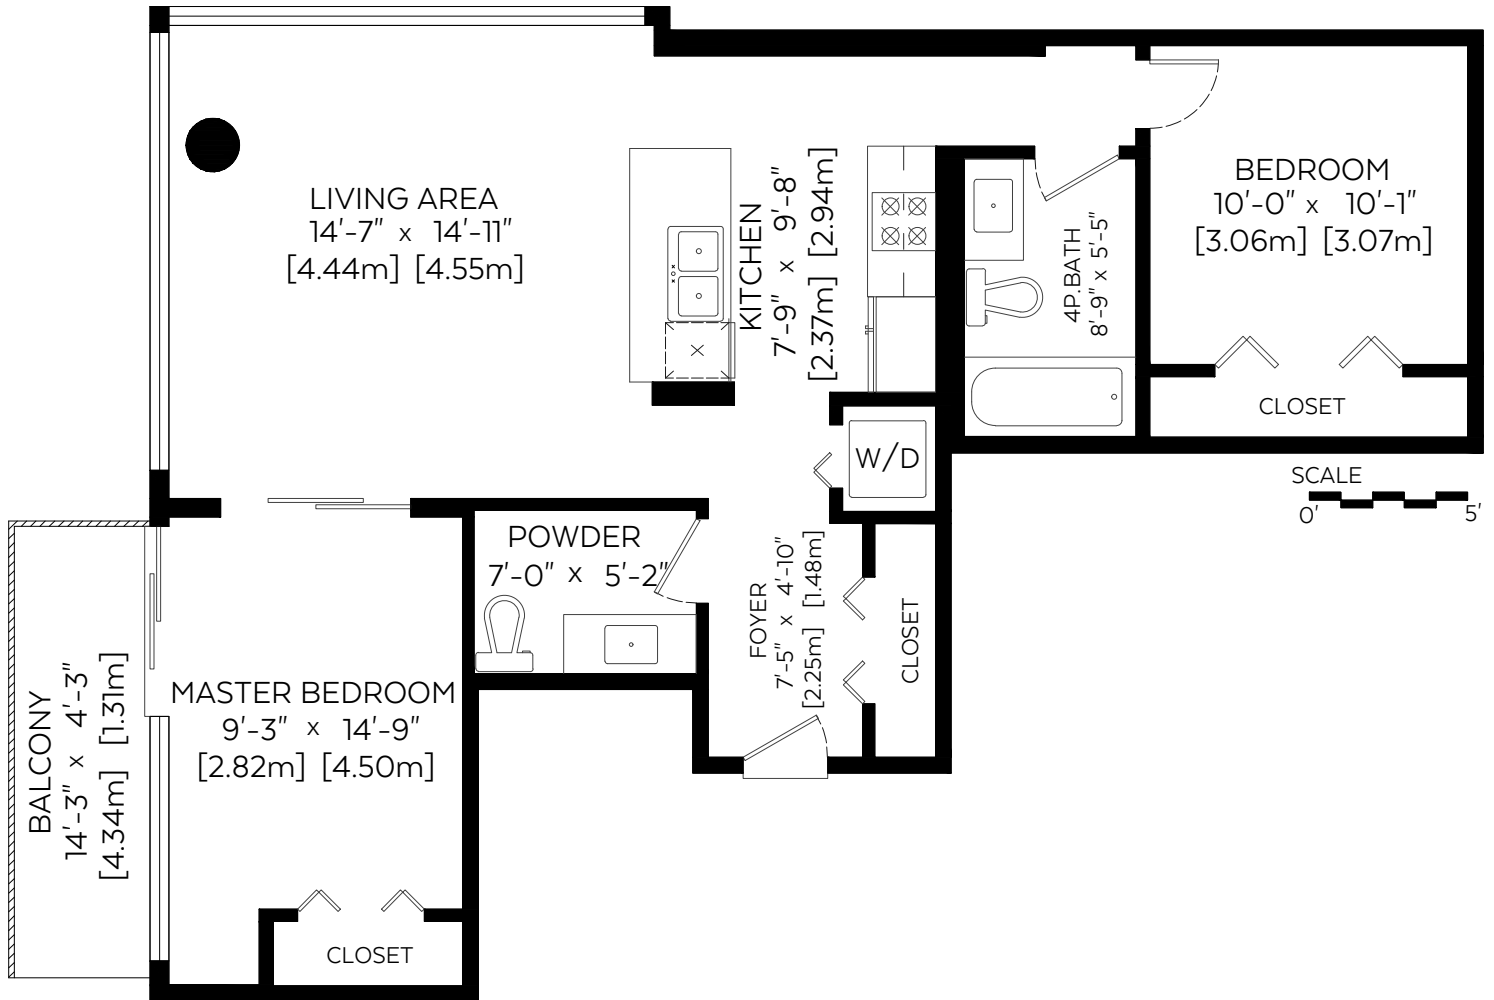 LIVING AREA
14'-7" x 14'-11"
[4.44m] [4.55m]
KITCHEN
7'-9" x 9'-8"
[2.37m] [2.94m]
4P.BATH
8'-9" x 5'-5"
BEDROOM
10'-0" x 10'-1"
[3.06m] [3.07m]
CLOSET
W/D
SCALE
0' 5'
POWDER
7'-0" x 5'-2"
FOYER
7'-5" x 4'-10"
[2.25m] [1.48m]
CLOSET
BALCONY
14'-3" x 4'-3"
[4.34m] [1.31m]
MASTER BEDROOM
9'-3" x 14'-9"
[2.82m] [4.50m]
CLOSET